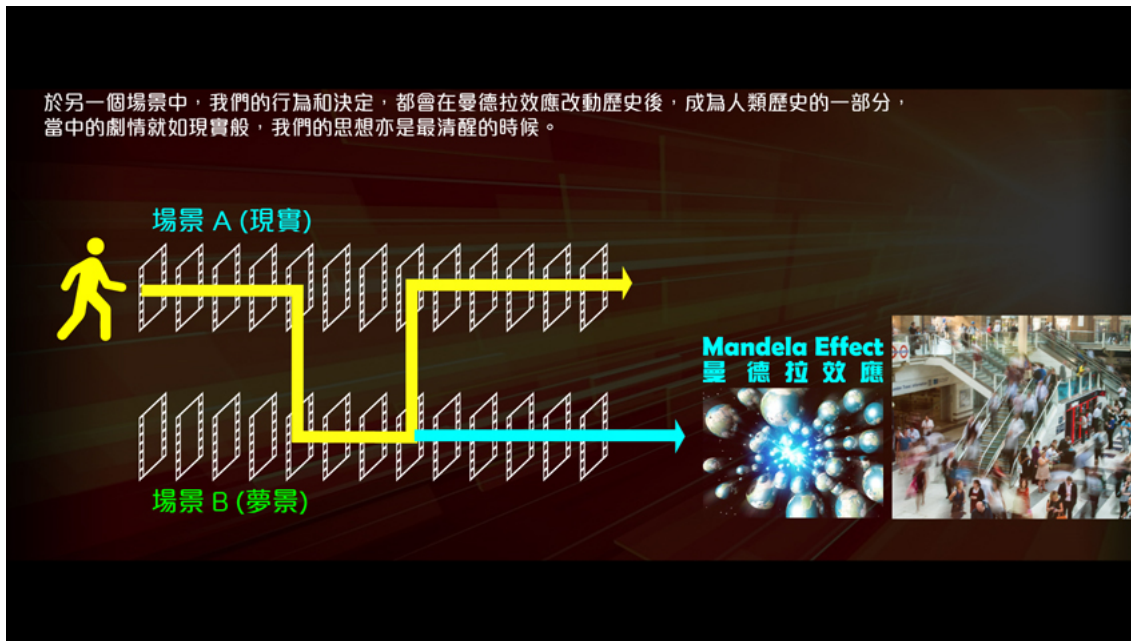 於另一個場景中，我們的行為和決定，都會在曼德拉效應改動歷史後，成為人類歷史的一部分，
當中的劇情就如現實般，我們的思想亦是最清醒的時候。
場景 A (現實)
Mandela Effect
曼德拉效應
場景 B (夢景)